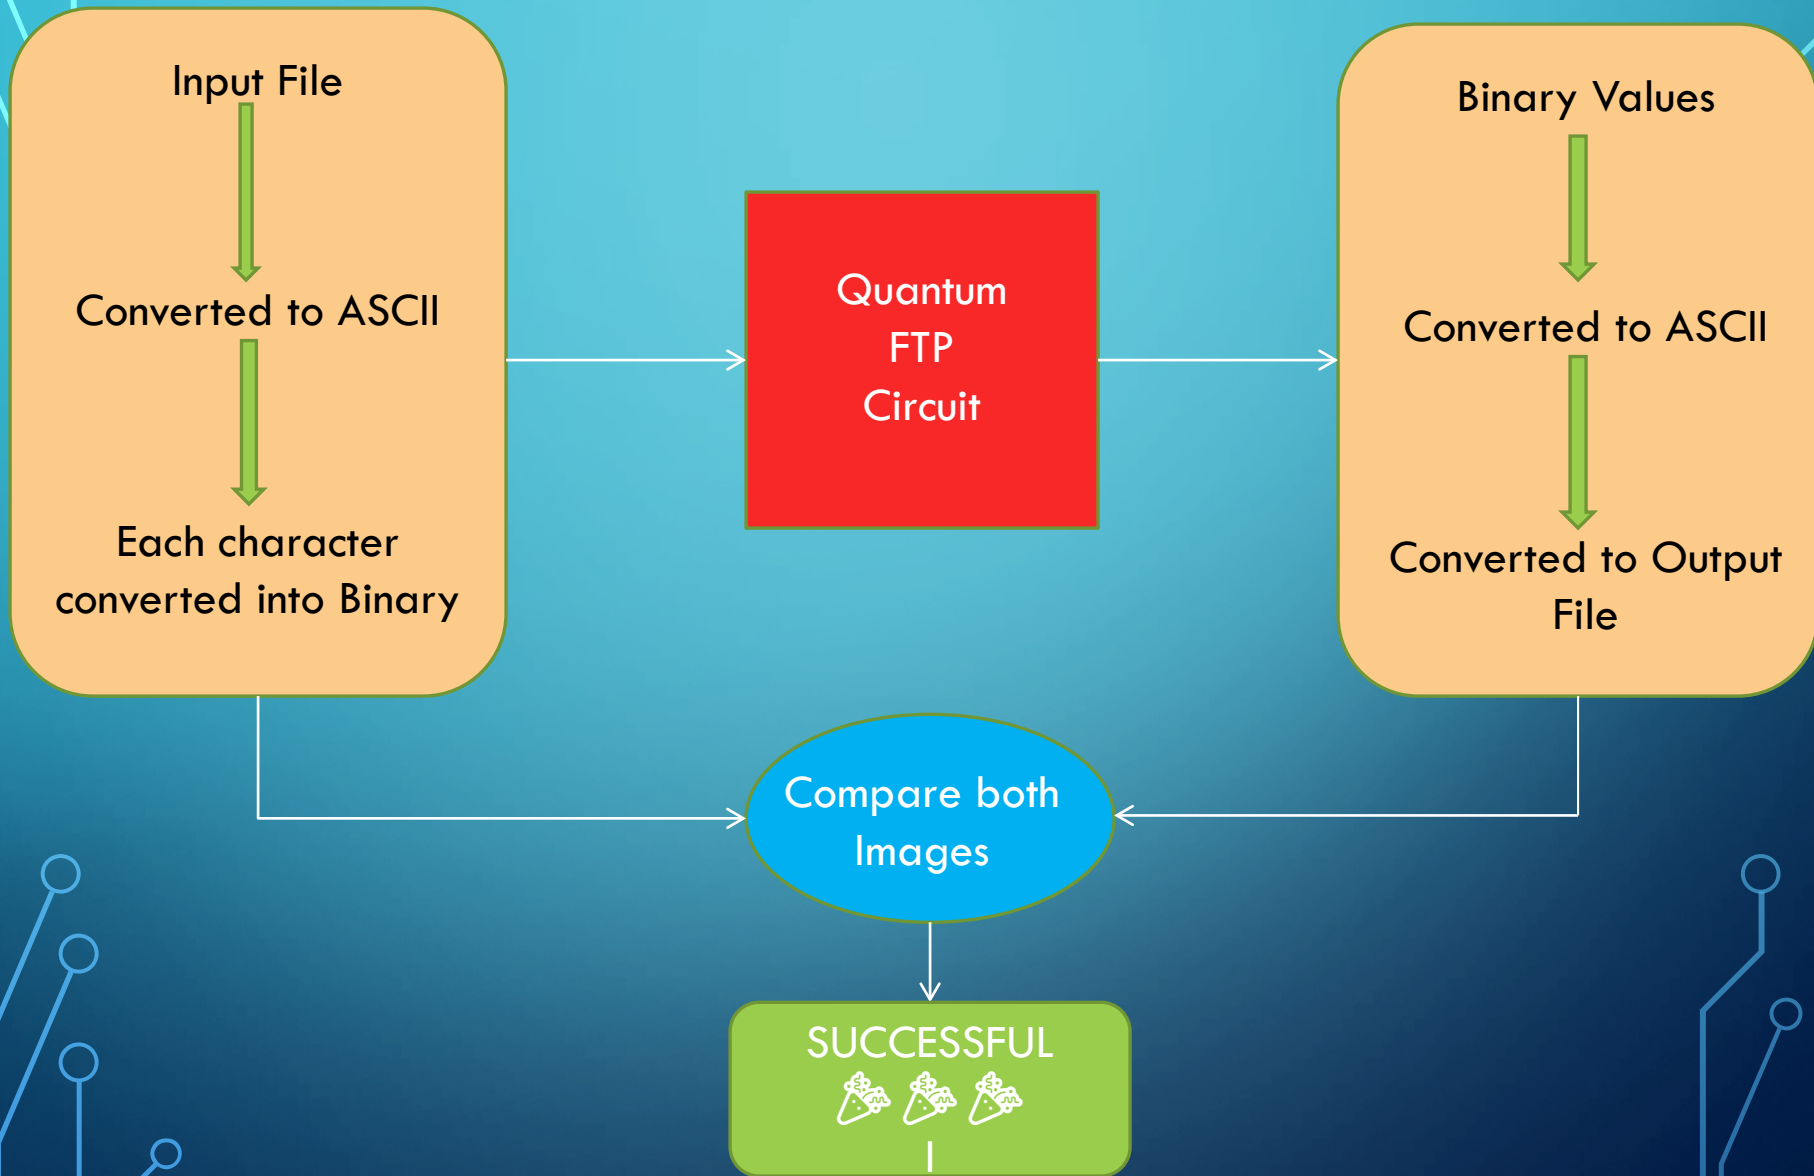 Input File
Converted to ASCII
Each character
converted into Binary
Quantum
FTP
Circuit
Binary Values
Converted to ASCII
Converted to Output
File
Compare both
Images
SUCCESSFUL